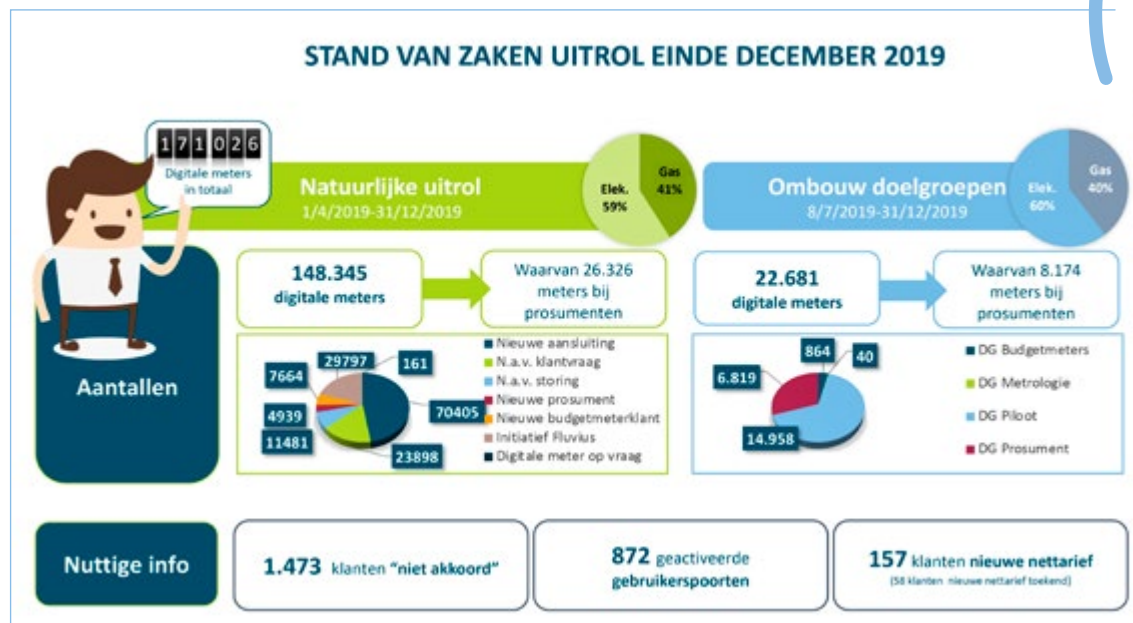 STAND VAN ZAKEN UITROL EINDE DECEMBER 2019
171026
Digitale meters
in totaal
Natuurlijke uitrol
1/4/2019-31/12/2019
Elek.
59%
Gas
41%
Ombouw doelgroepen
8/7/2019-31/12/2019
Elek.
60%
Gas
40%
Aantallen
148.345
digitale meters
Waarvan 26.326
meters bij
prosumenten
22.681
digitale meters
Waarvan 8.174
meters bij
prosumenten
29797
161
7664
4939
11481
70405
23898
Nieuwe aansluiting
N.a.v. klantvraag
N.a.v. storing
Nieuwe prosument
Nieuwe budgetmeterklant
Initiatief Fluvius
Digitale meter op vraag
864
40
6.819
14.958
DG Budgetmeters
DG Metrologie
DG Piloot
DG Prosument
Nuttige info
1.473 klanten "niet akkoord"
872 geactiveerde
gebruikerspoorten
157 klanten nieuwe nettarief
(58 klanten nieuwe nettarief toekend)